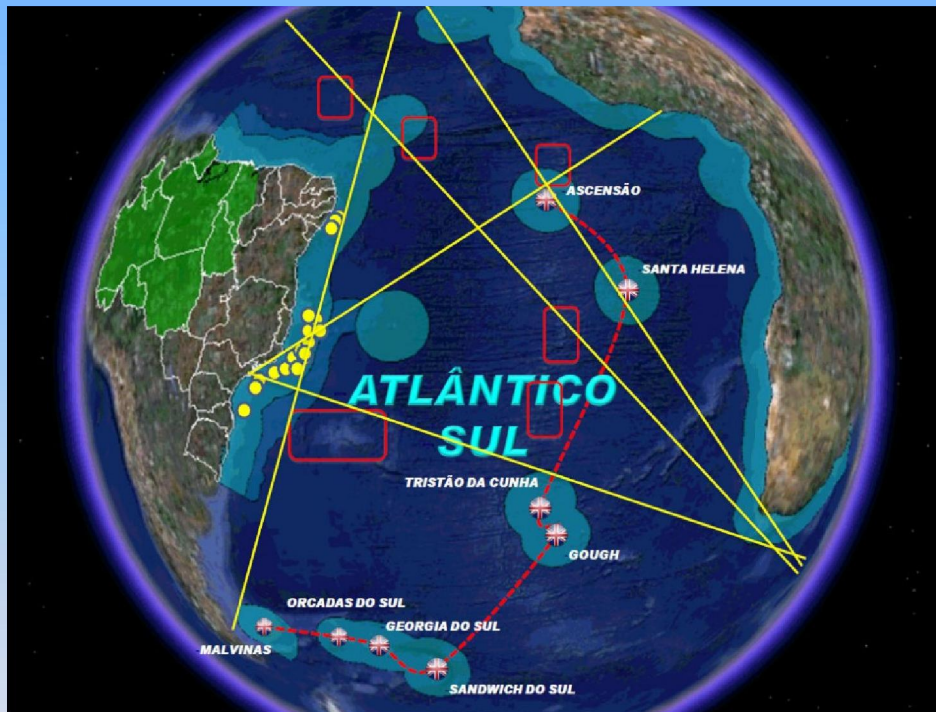 ASCENSÃO
SANTA HELENA
ATLÂNTICO
SUL
TRISTÃO DA CUNHA
GOUGH
ORCADAS DO SUL
GEORGIA DO SUL
MALVINAS
SANDWICH DO SUL